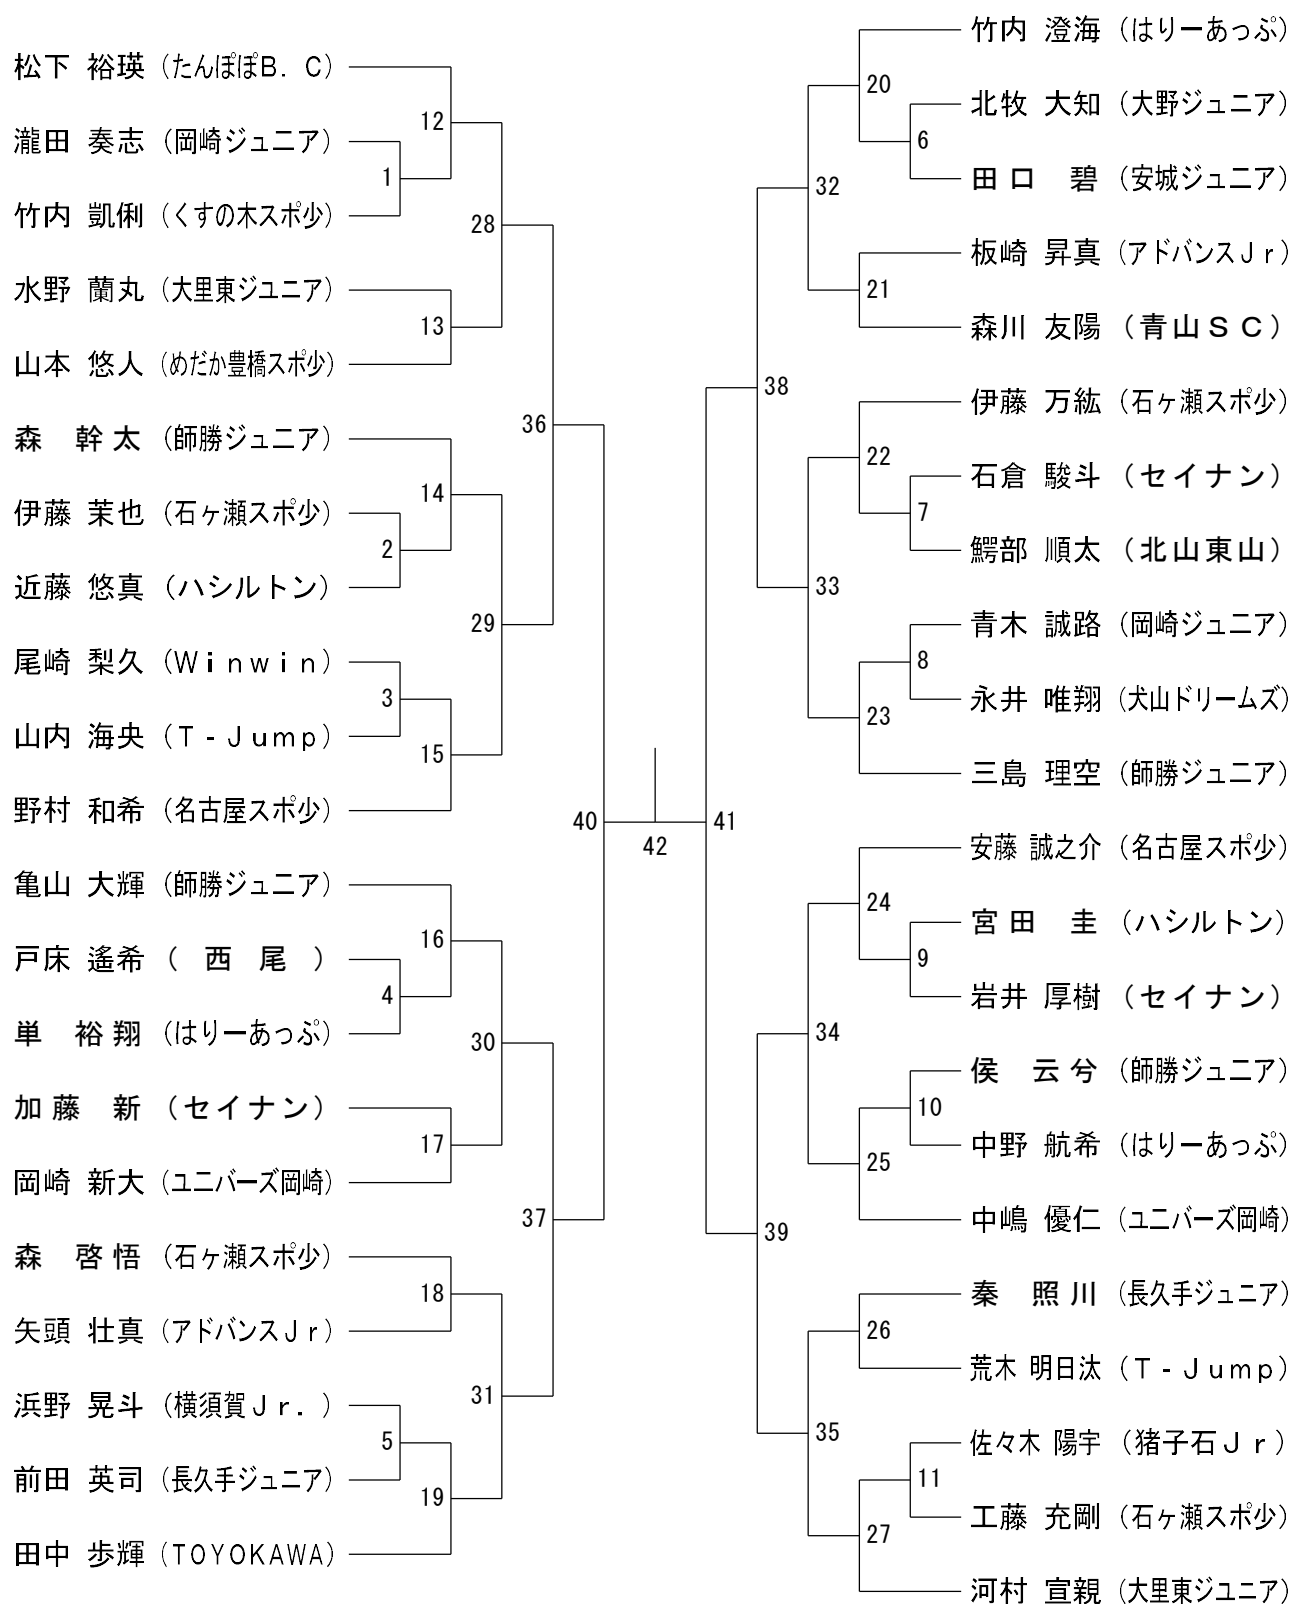 松下 裕瑛 (たんぽぽB. C)
12
瀧田 奏志 (岡崎ジュニア)
1
竹内 凱俐 (くすの木スポ少)
28
水野 蘭丸 (大里東ジュニア)
13
山本 悠人 (めだか豊橋スポ少)
36
森 幹太 (師勝ジュニア)
14
伊藤 茉也 (石ヶ瀬スポ少)
2
近藤 悠真 (ハシルトン)
29
尾崎 梨久 (Winwin)
3
山内 海央 (T-Jump)
15
野村 和希 (名古屋スポ少)
40
亀山 大輝 (師勝ジュニア)
16
戸床 遙希 (西尾)
4
単 裕翔 (はりーあっぷ)
30
加藤 新 (セイナン)
17
岡崎 新大 (ユニバーズ岡崎)
37
森 啓悟 (石ヶ瀬スポ少)
18
矢頭 壮真 (アドバンスJr)
31
浜野 晃斗 (横須賀Jr.)
5
前田 英司 (長久手ジュニア)
19
田中 歩輝 (TOYOKAWA)
42
竹内 澄海 (はりーあっぷ)
20
北牧 大知 (大野ジュニア)
6
田口 碧 (安城ジュニア)
32
板崎 昇真 (アドバンスJr)
21
森川 友陽 (青山SC)
38
伊藤 万紘 (石ヶ瀬スポ少)
22
石倉 駿斗 (セイナン)
7
鰐部 順太 (北山東山)
33
青木 誠路 (岡崎ジュニア)
8
永井 唯翔 (犬山ドリームズ)
23
三島 理空 (師勝ジュニア)
41
安藤 誠之介 (名古屋スポ少)
24
宮田 圭 (ハシルトン)
9
岩井 厚樹 (セイナン)
34
侯 云兮 (師勝ジュニア)
10
中野 航希 (はりーあっぷ)
25
中嶋 優仁 (ユニバーズ岡崎)
39
秦 照川 (長久手ジュニア)
26
荒木 明日汰 (T-Jump)
35
佐々木 陽宇 (猪子石Jr)
11
工藤 充剛 (石ヶ瀬スポ少)
27
河村 宣親 (大里東ジュニア)